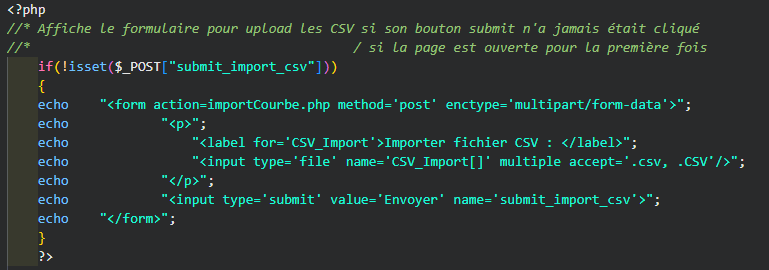 <?php
//* Affiche le formulaire pour upload les CSV si son bouton submit n'a jamais était cliqué
//* / si la page est ouverte pour la première fois
if(!isset($_POST["submit_import_csv"]))
{
echo "<form action=importCourbe.php method='post' enctype='multipart/form-data'>";
echo "<p>";
echo "<label for='CSV_Import'>Importer fichier CSV : </label>";
echo "<input type='file' name='CSV_Import[]' multiple accept='.csv, .CSV'/>";
echo "</p>";
echo "<input type='submit' value='Envoyer' name='submit_import_csv'>";
echo "</form>";
}
?>